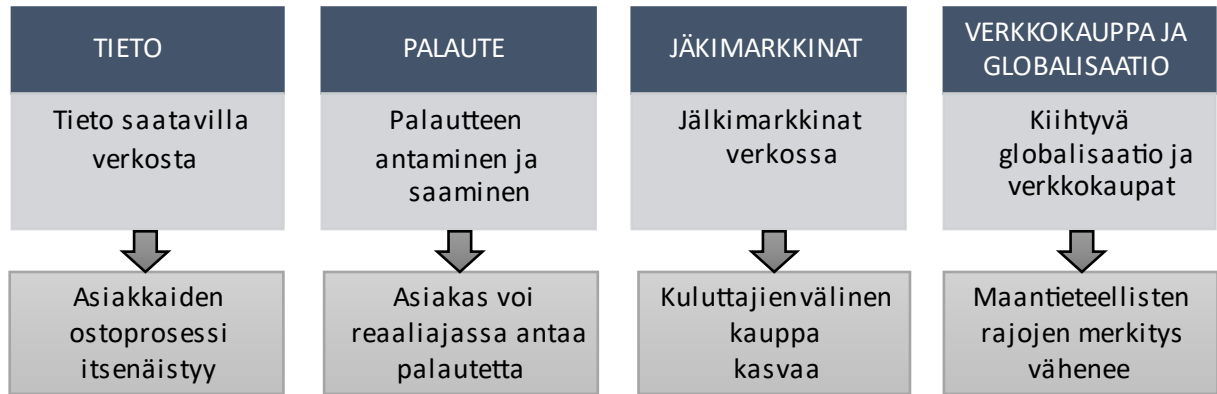 TIETO
Tieto saatavilla
verkosta
Asiakkaiden
ostoprosessi
itsenäistyy
PALAUTE
Palautteen
antaminen ja
saaminen
Asiakas voi
reaaliajassa antaa
palautetta
JÄKIMARKKINAT
Jälkimarkkinat
verkossa
Kuluttajienvälinen
kauppa
kasvaa
VERKKOKAUPPA JA
GLOBALISAATIO
Kiihtyvä
globalisaatio ja
verkkokaupat
Maantieteellisten
rajojen merkitys
vähenee